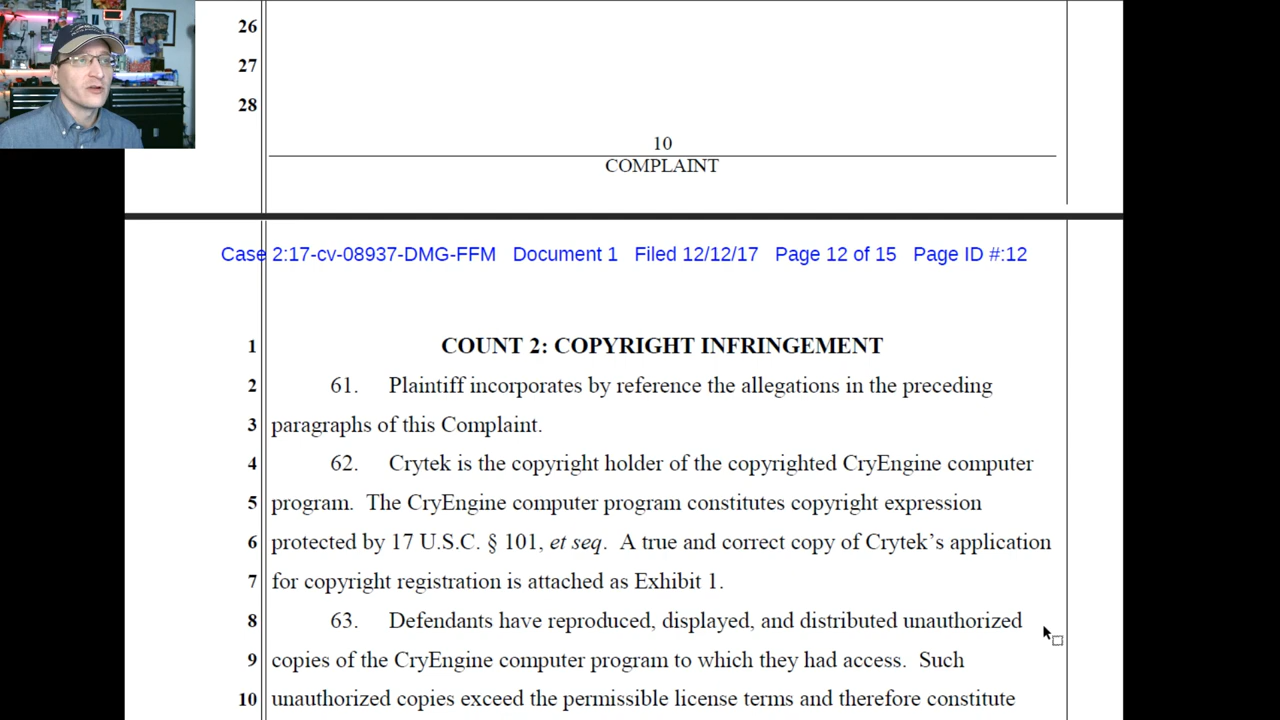 26
27
28
10
COMPLAINT
Case 2:17-cv-08937-DMG-FFM Document 1 Filed 12/12/17 Page 12 of 15 Page ID #:12
1 COUNT 2: COPYRIGHT INFRINGEMENT
2 61. Plaintiff incorporates by reference the allegations in the preceding
3 paragraphs of this Complaint.
4 62. Crytek is the copyright holder of the copyrighted CryEngine computer
5 program. The CryEngine computer program constitutes copyright expression
6 protected by 17 U.S.C. § 101, et seq. A true and correct copy of Crytek’s application
7 for copyright registration is attached as Exhibit 1.
8 63. Defendants have reproduced, displayed, and distributed unauthorized
9 copies of the CryEngine computer program to which they had access. Such
10 unauthorized copies exceed the permissible license terms and therefore constitute